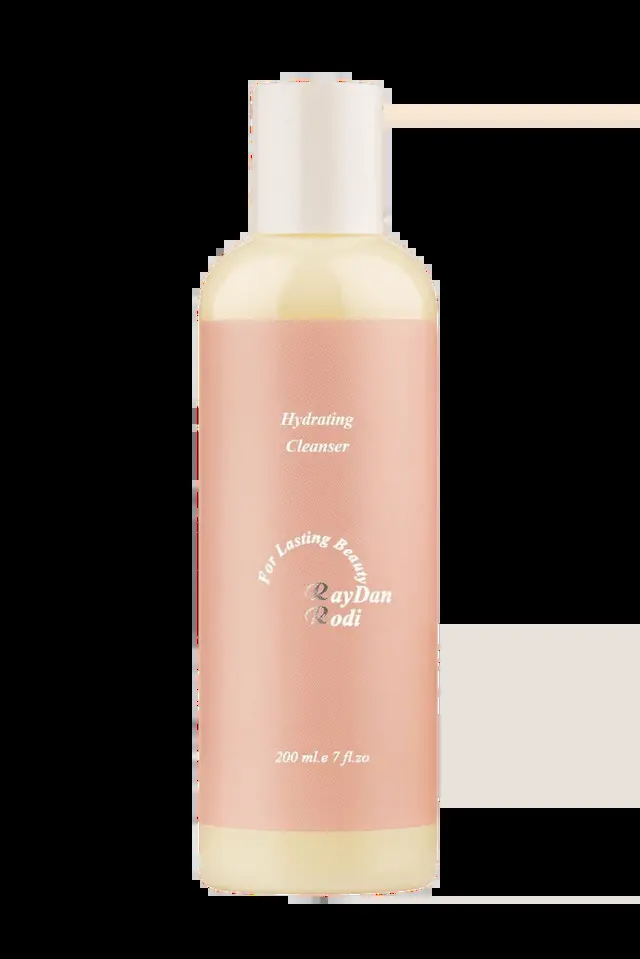 Hydrating
Cleanser
For Lasting Beauty
RayDan
Rodi
200 ml.e 7 fl.zo